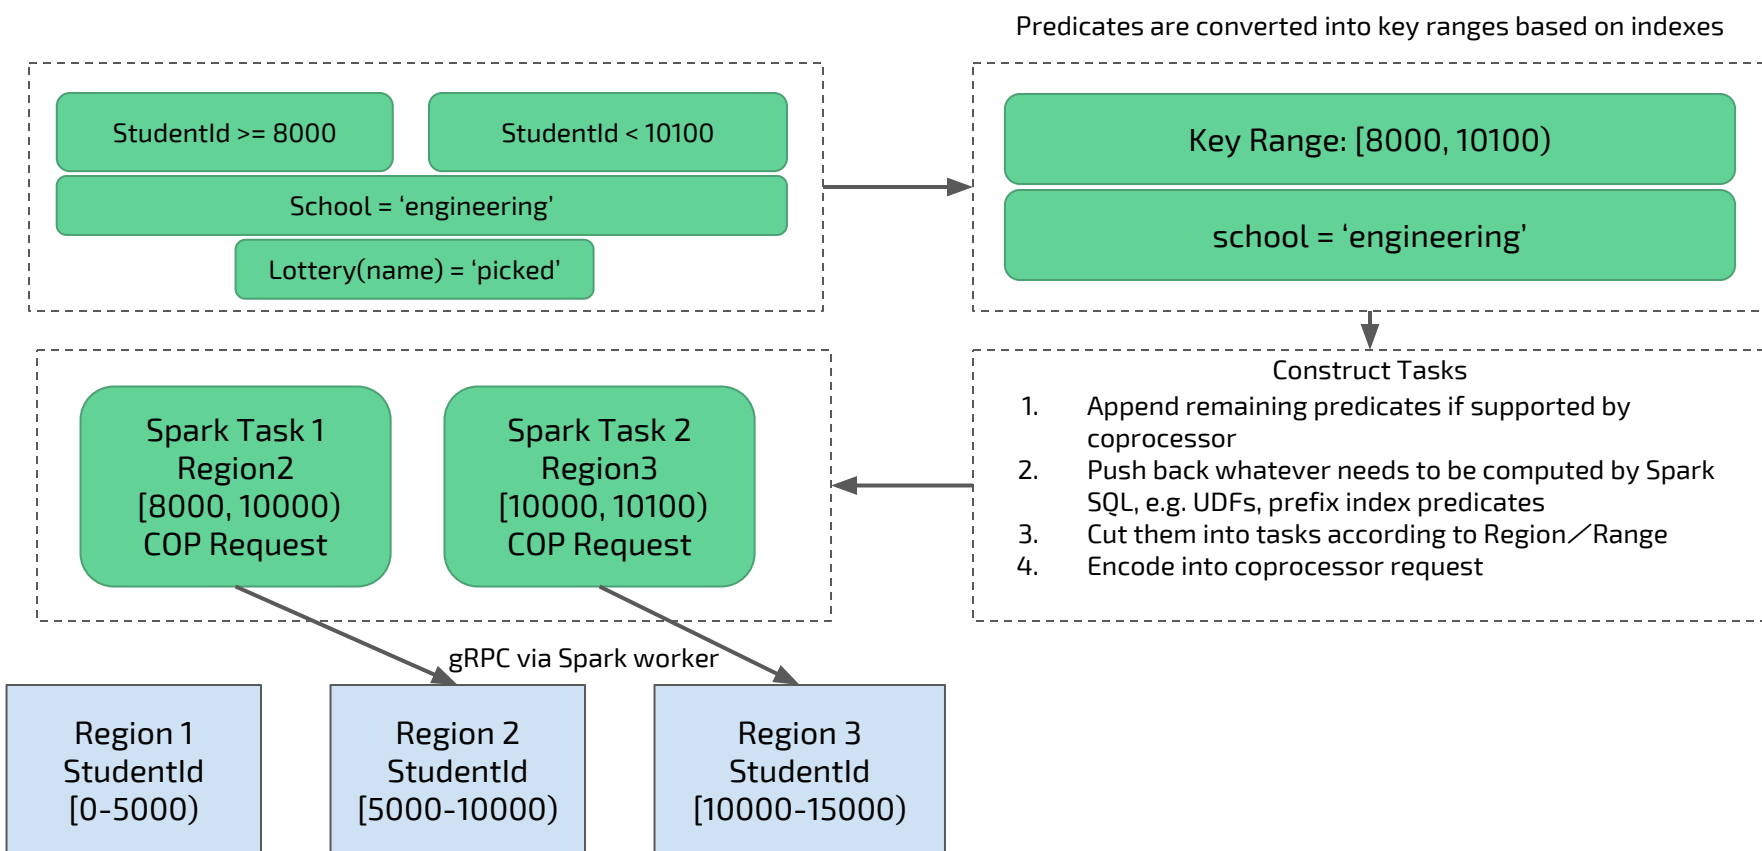 Predicates are converted into key ranges based on indexes
StudentId >= 8000
StudentId < 10100
School = ‘engineering’
Lottery(name) = ‘picked’
Key Range: [8000, 10100)
school = ‘engineering’
Construct Tasks
1. Append remaining predicates if supported by
coprocessor
2. Push back whatever needs to be computed by Spark
SQL, e.g. UDFs, prefix index predicates
3. Cut them into tasks according to Region／Range
4. Encode into coprocessor request
Spark Task 1
Region2
[8000, 10000)
COP Request
Spark Task 2
Region3
[10000, 10100)
COP Request
gRPC via Spark worker
Region 1
StudentId
[0-5000)
Region 2
StudentId
[5000-10000)
Region 3
StudentId
[10000-15000)